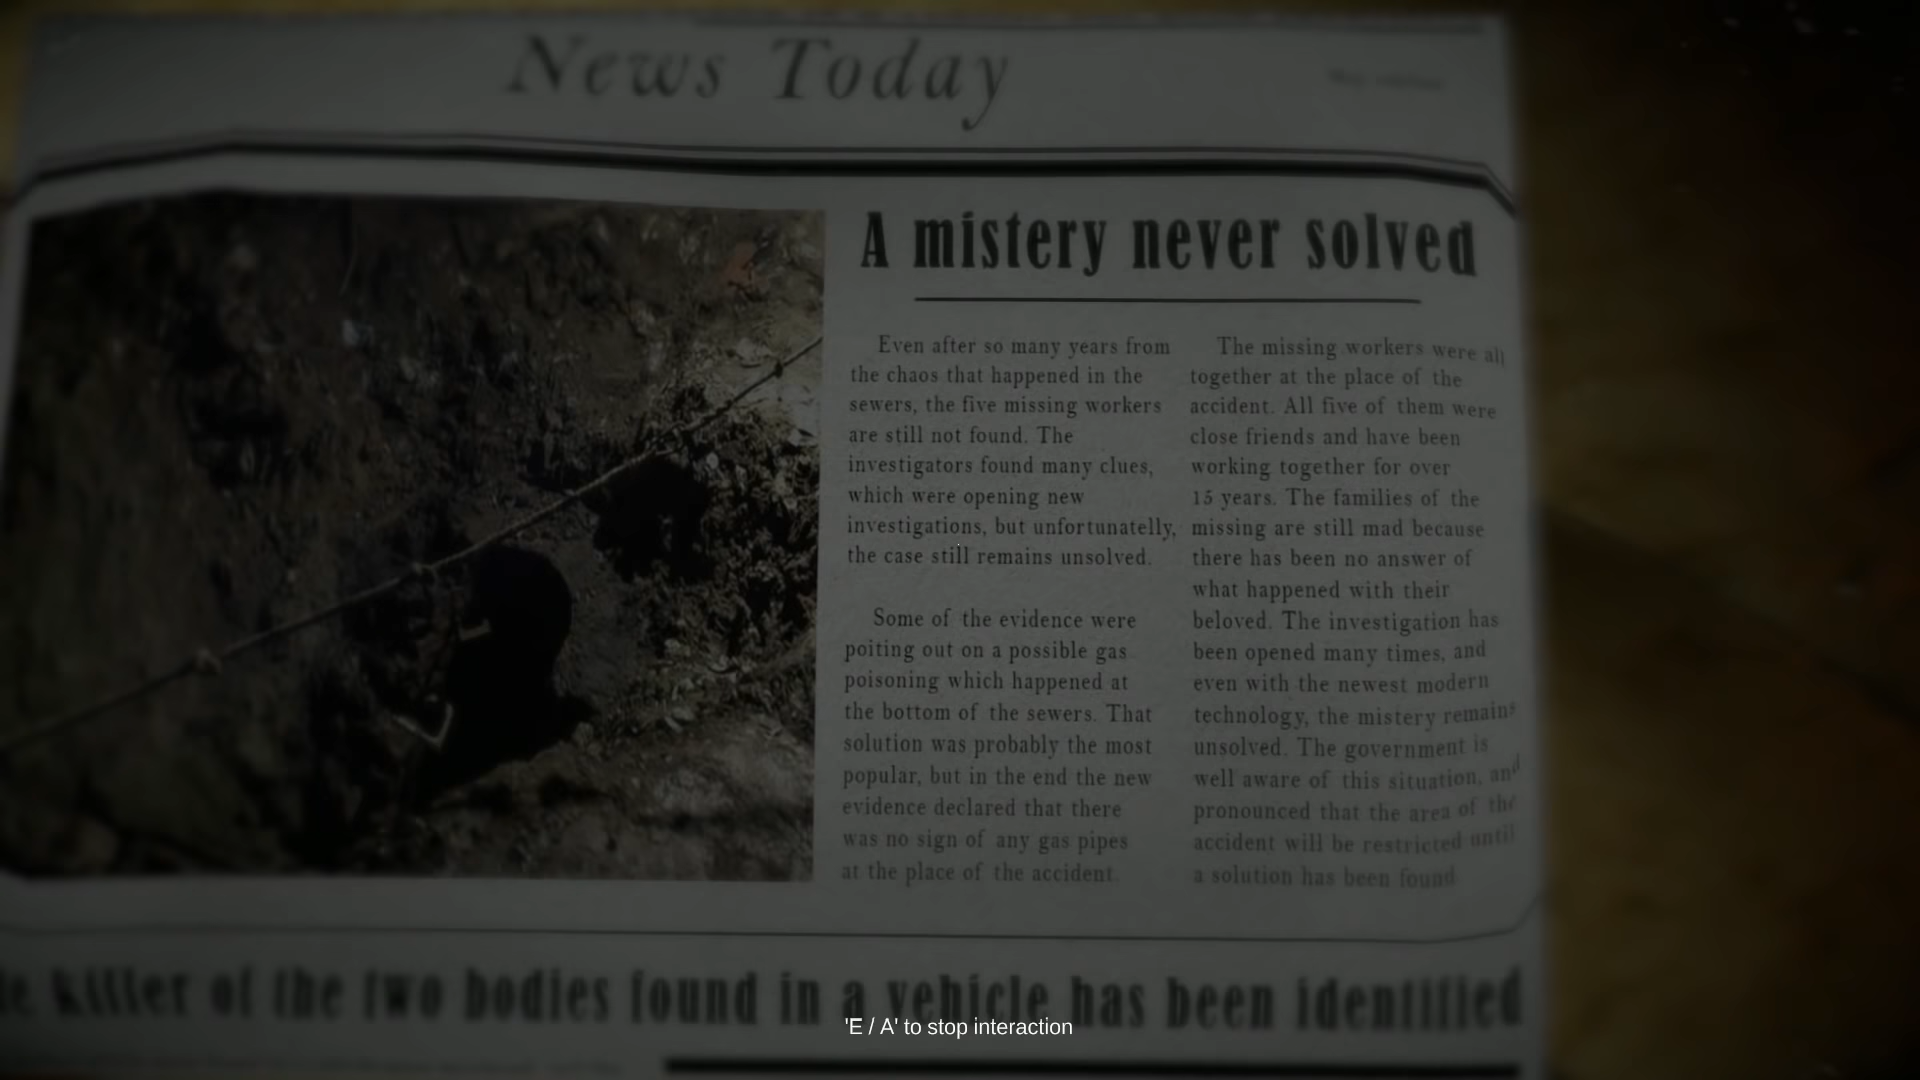 News Today
A mistery never solved
Even after so many years from
the chaos that happened in the
sewers, the five missing workers
are still not found. The
investigators found many clues,
which were opening new
investigations, but unfortunatelly,
the case still remains unsolved.
Some of the evidence were
poiting out on a possible gas
poisoning which happened at
the bottom of the sewers. That
solution was probably the most
popular, but in the end the new
evidence declared that there
was no sign of any gas pipes
at the place of the accident.
The missing workers were all
together at the place of the
accident. All five of them were
close friends and have been
working together for over
15 years. The families of the
missing are still mad because
there has been no answer of
what happened with their
beloved. The investigation has
been opened many times, and
even with the newest modern
technology, the mistery remains
unsolved. The government is
well aware of this situation, and
pronounced that the area of the
accident will be restricted until
a solution has been found
killer of the two bodies found in a vehicle has been identified
'E / A' to stop interaction